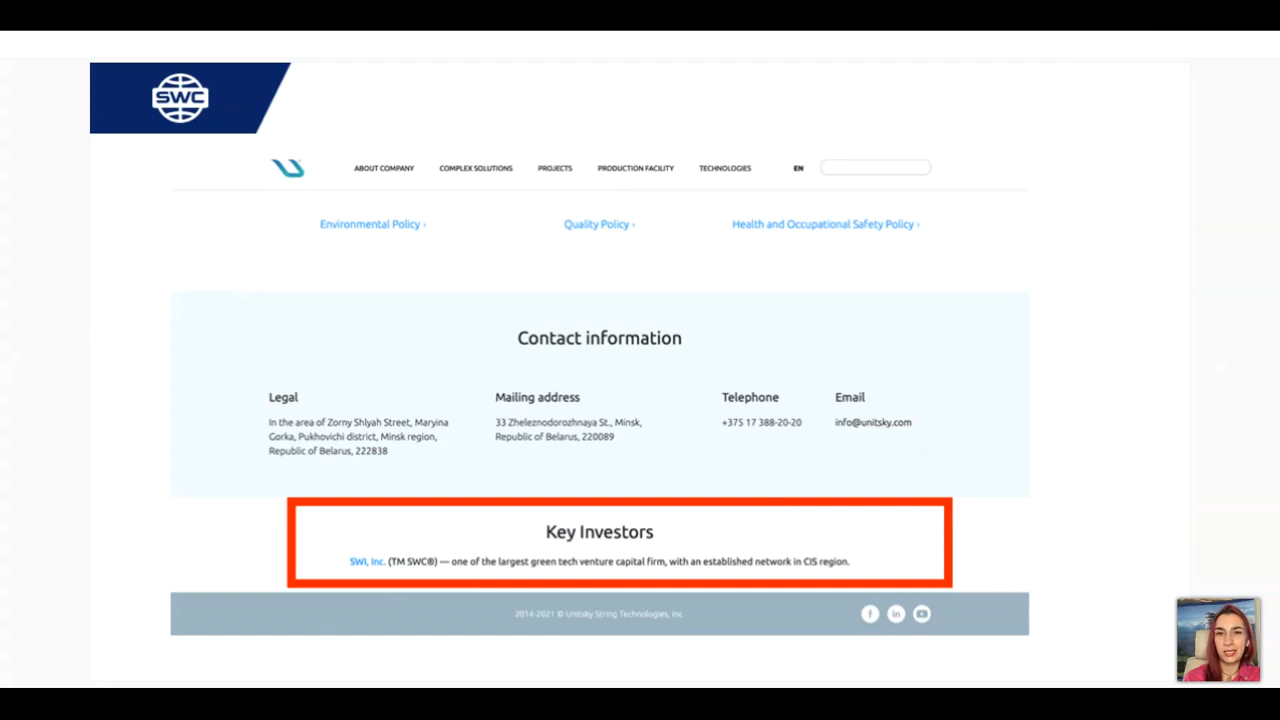 SWC
ABOUT COMPANY COMPLEX SOLUTIONS PROJECTS PRODUCTION FACILITY TECHNOLOGIES EN
Environmental Policy › Quality Policy › Health and Occupational Safety Policy ›
Contact information
Legal
In the area of Zorny Shlyah Street, Maryina
Gorka, Pukhovichi district, Minsk region,
Republic of Belarus, 222838
Mailing address
33 Zheleznodorozhnaya St., Minsk,
Republic of Belarus, 220089
Telephone
+375 17 388-20-20
Email
info@unitsky.com
Key Investors
SWI, Inc. (TM SWC®) — one of the largest green tech venture capital firm, with an established network in CIS region.
2014-2021 © Unitsky String Technologies, Inc.